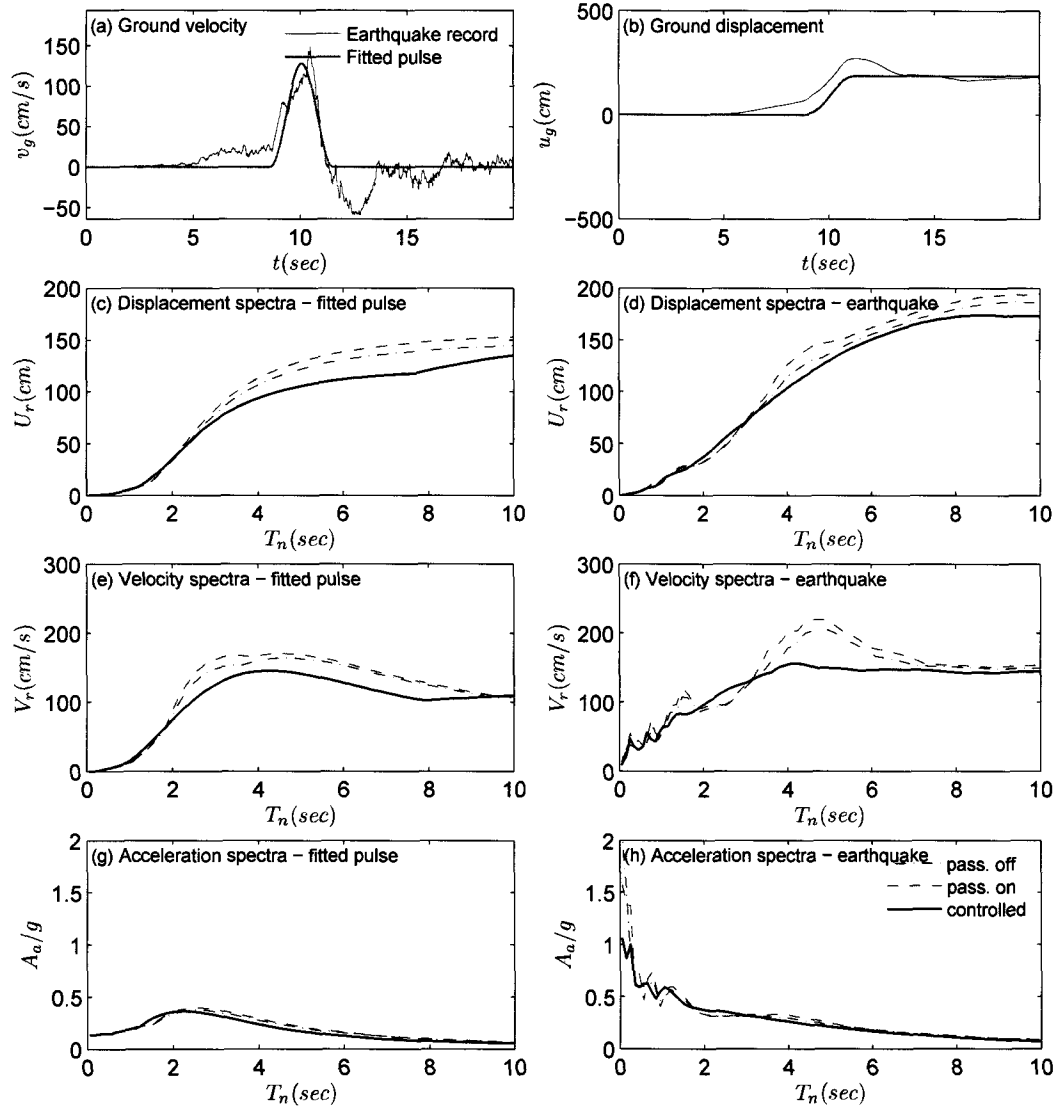 (a) Ground velocity
Earthquake record
Fitted pulse
150
100
50
0
−50
v_g(cm/s)
0
5
10
15
t(sec)
(b) Ground displacement
500
0
−500
u_g(cm)
0
5
10
15
t(sec)
(c) Displacement spectra − fitted pulse
200
150
100
50
0
U_r(cm)
0
2
4
6
8
10
T_n(sec)
(d) Displacement spectra − earthquake
200
150
100
50
0
U_r(cm)
0
2
4
6
8
10
T_n(sec)
(e) Velocity spectra − fitted pulse
300
200
100
0
V_r(cm/s)
0
2
4
6
8
10
T_n(sec)
(f) Velocity spectra − earthquake
300
200
100
0
V_r(cm/s)
0
2
4
6
8
10
T_n(sec)
(g) Acceleration spectra − fitted pulse
2
1.5
1
0.5
0
A_a/g
0
2
4
6
8
10
T_n(sec)
(h) Acceleration spectra − earthquake
pass. off
pass. on
controlled
2
1.5
1
0.5
0
A_a/g
0
2
4
6
8
10
T_n(sec)